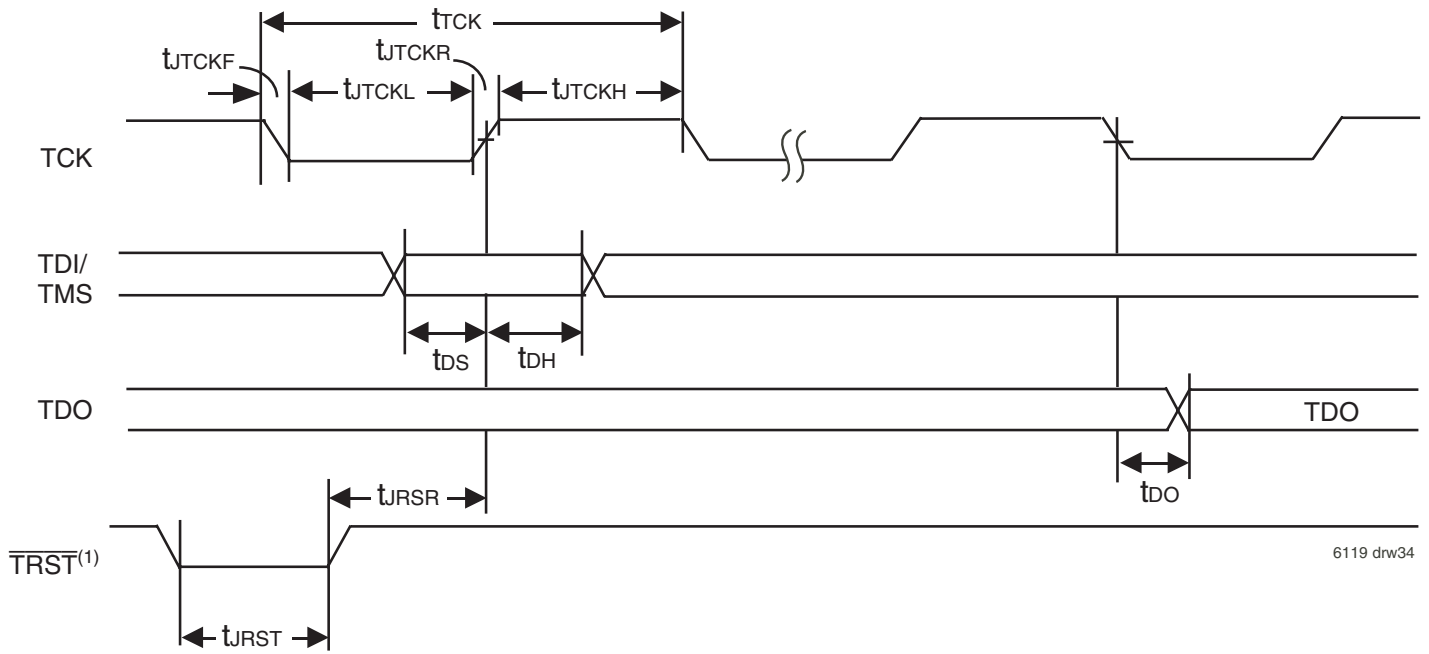 tTCK
tJTCKF
tJTCKR
tJTCKL
tJTCKH
TCK
TDI/
TMS
tDS
tDH
TDO
TDO
tDO
tJRSR
TRST(1)
6119 drw34
tJRST